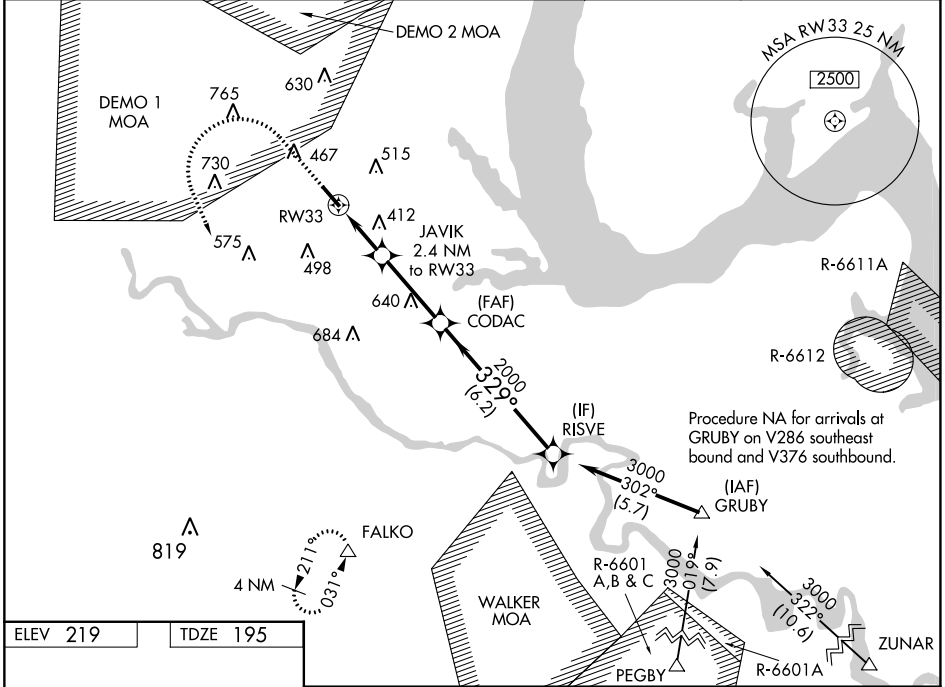 DEMO 2 MOA
MSA RW33 25 NM
2500
DEMO 1
MOA
630
765
730
467
515
RW33
412
JAVIK
2.4 NM
to RW33
575
498
640
(FAF)
CODAC
684
R-6611A
R-6612
2000
329°
(6.2)
(IF)
RISVE
Procedure NA for arrivals at
GRUBY on V286 southeast
bound and V376 southbound.
3000
302°
(5.7)
(IAF)
GRUBY
819
FALKO
211°
031°
4 NM
R-6601
A,B & C
3000
019°
(7.9)
3000
322°
(10.6)
WALKER
MOA
ZUNAR
PEGBY
R-6601A
ELEV 219
TDZE 195